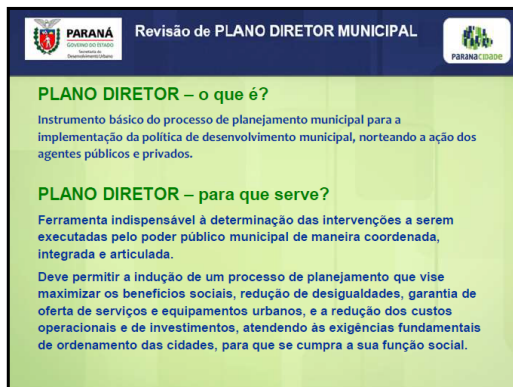 PARANÁ
GOVERNO DO ESTADO
Secretaria do
Desenvolvimento Urbano
Revisão de PLANO DIRETOR MUNICIPAL
PARANACIDADE
PLANO DIRETOR – o que é?
Instrumento básico do processo de planejamento municipal para a
implementação da política de desenvolvimento municipal, norteando a ação dos
agentes públicos e privados.
PLANO DIRETOR – para que serve?
Ferramenta indispensável à determinação das intervenções a serem
executadas pelo poder público municipal de maneira coordenada,
integrada e articulada.
Deve permitir a indução de um processo de planejamento que vise
maximizar os benefícios sociais, redução de desigualdades, garantia de
oferta de serviços e equipamentos urbanos, e a redução dos custos
operacionais e de investimentos, atendendo às exigências fundamentais
de ordenamento das cidades, para que se cumpra a sua função social.